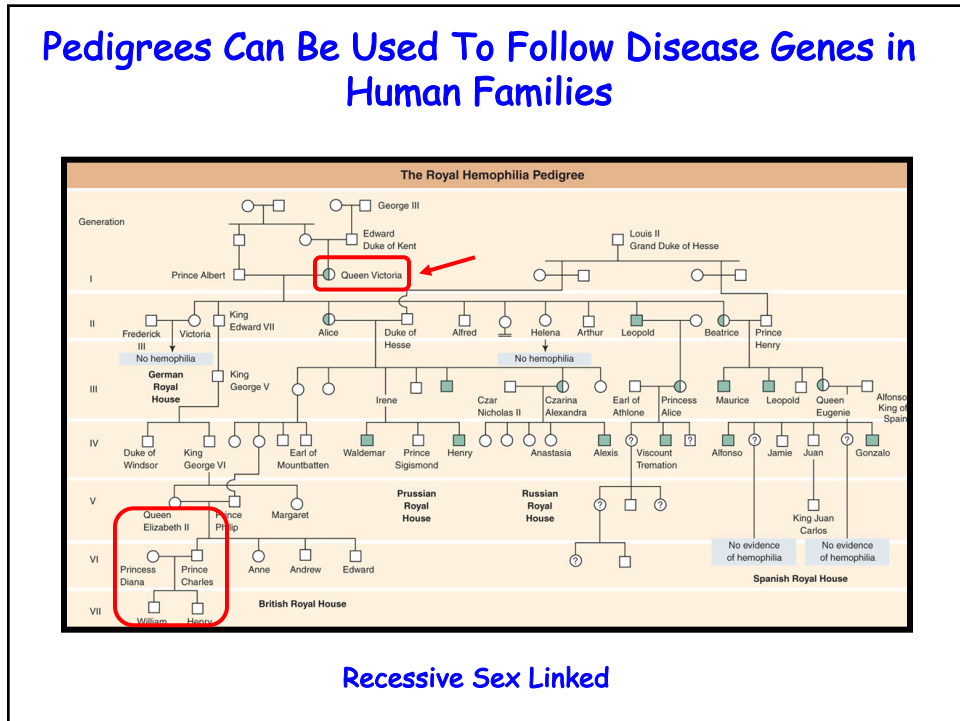 Pedigrees Can Be Used To Follow Disease Genes in
Human Families
The Royal Hemophilia Pedigree
Generation
George III
Edward
Duke of Kent
Louis II
Grand Duke of Hesse
I
Prince Albert
Queen Victoria
II
Frederick
III
Victoria
King
Edward VII
Alice
Duke of
Hesse
Alfred
Helena
Arthur
Leopold
Beatrice
Prince
Henry
No hemophilia
No hemophilia
German
Royal
House
III
King
George V
Irene
Czar
Nicholas II
Czarina
Alexandra
Earl of
Athlone
Princess
Alice
Maurice
Leopold
Queen
Eugenie
Alfonso
King of
Spain
IV
Duke of
Windsor
King
George VI
Earl of
Mountbatten
Waldemar
Prince
Sigismond
Henry
Anastasia
Alexis
?
Viscount
Tremation
?
Alfonso
?
Jamie
Juan
?
Gonzalo
V
Queen
Elizabeth II
Prince
Philip
Margaret
Prussian
Royal
House
Russian
Royal
House
?
?
King Juan
Carlos
No evidence
of hemophilia
No evidence
of hemophilia
VI
Princess
Diana
Prince
Charles
Anne
Andrew
Edward
?
Spanish Royal House
VII
William
Henry
British Royal House
Recessive Sex Linked